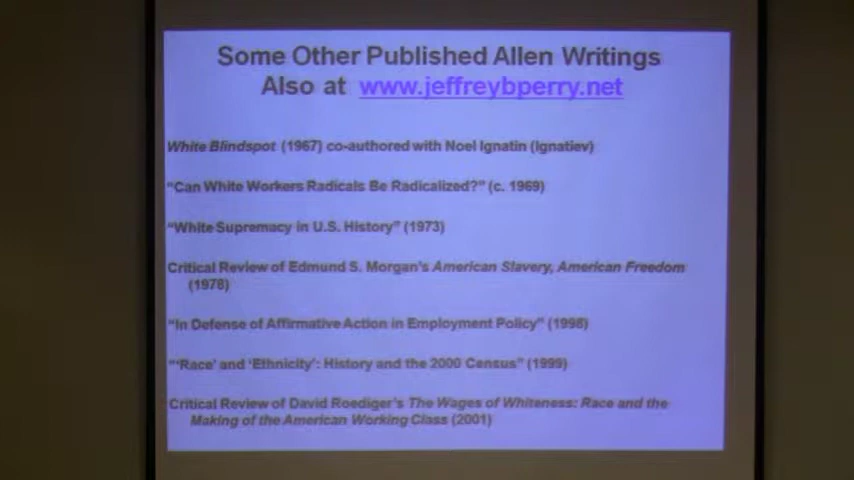 Some Other Published Allen Writings
Also at www.jeffreybperry.net
White Blindspot (1967) co-authored with Noel Ignatin (Ignatiev)
"Can White Workers Radicals Be Radicalized?" (c. 1969)
"White Supremacy in U.S. History" (1973)
Critical Review of Edmund S. Morgan's American Slavery, American Freedom
(1978)
"In Defense of Affirmative Action in Employment Policy" (1998)
"'Race' and 'Ethnicity': History and the 2000 Census" (1999)
Critical Review of David Roediger's The Wages of Whiteness: Race and the
Making of the American Working Class (2001)